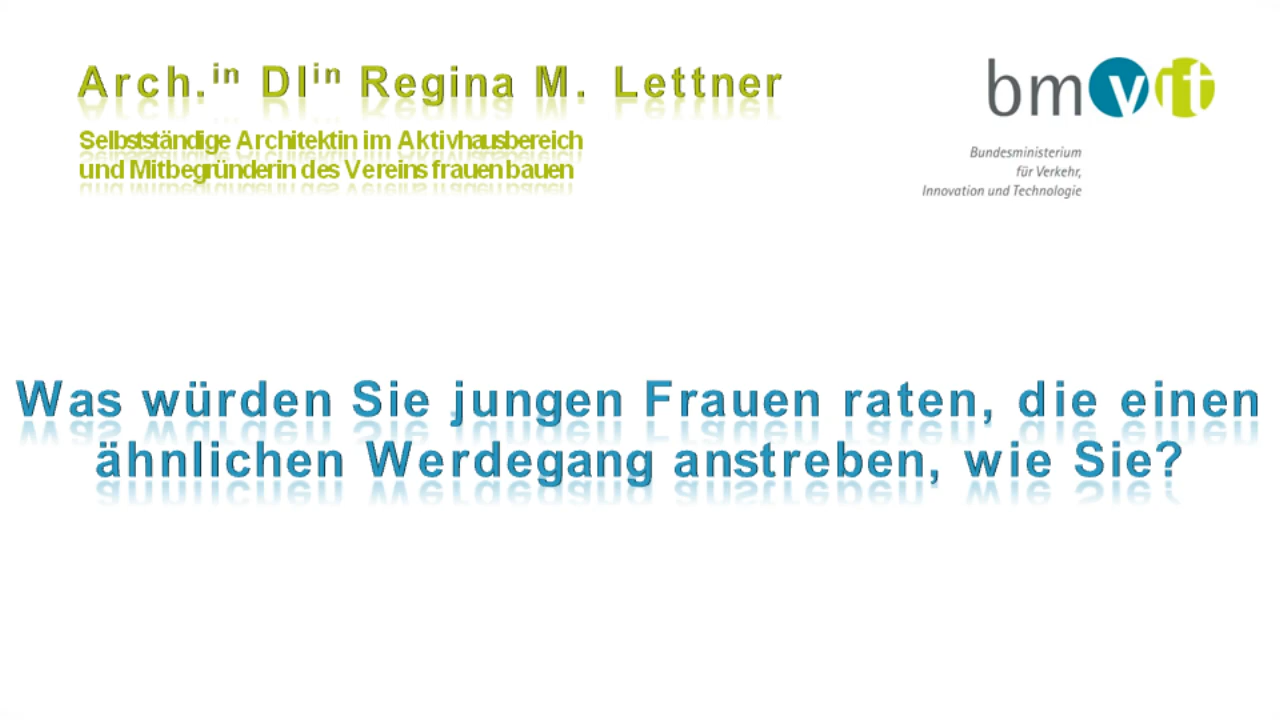 Arch.in DIin Regina M. Lettner
Selbstständige Architektin im Aktivhausbereich
und Mitbegründerin des Vereins frauen bauen
bmvit
Bundesministerium
für Verkehr,
Innovation und Technologie
Was würden Sie jungen Frauen raten, die einen
ähnlichen Werdegang anstreben, wie Sie?